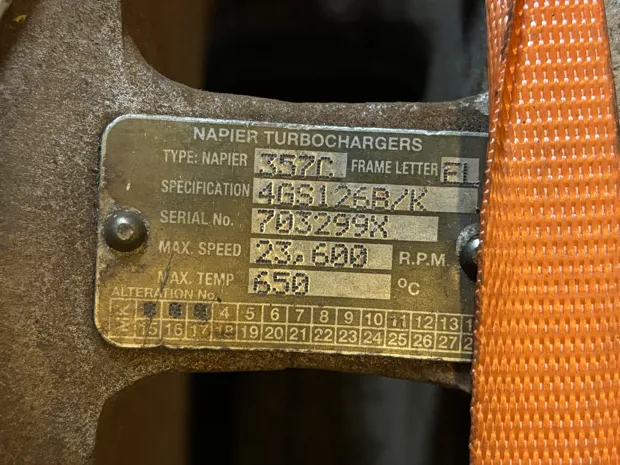 NAPIER TURBOCHARGERS
TYPE: NAPIER 357C FRAME LETTER
SPECIFICATION 4GS126B/K
SERIAL No. 703299X
MAX. SPEED 23,600 R.P.M
MAX. TEMP 650 °C
ALTERATION No.
MK 4 5 6 7 8 9 10 11 12 13
15 16 17 18 19 20 21 22 23 24 25 26 27